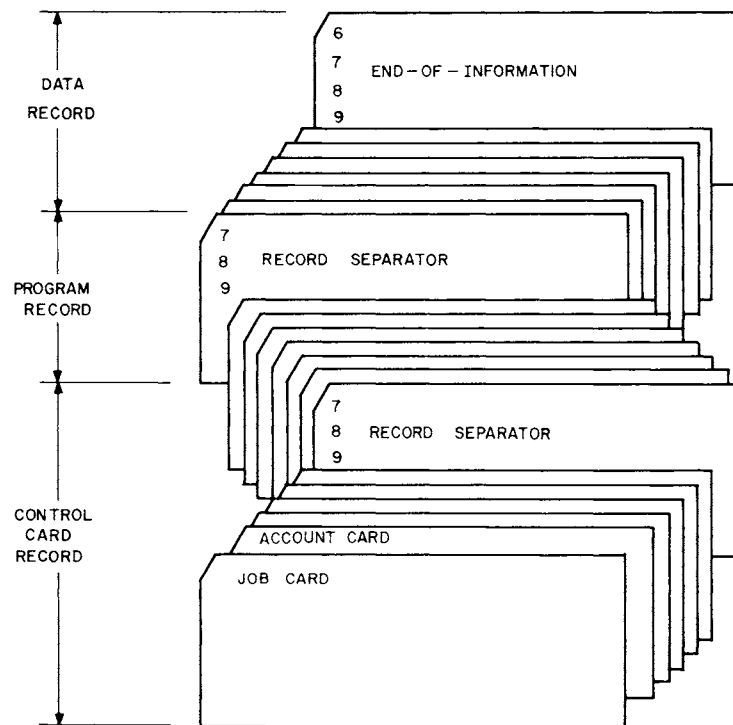 DATA
RECORD
6
7
8
9
END-OF-INFORMATION
PROGRAM
RECORD
7
8
9
RECORD SEPARATOR
CONTROL
CARD
RECORD
7
8
9
RECORD SEPARATOR
ACCOUNT CARD
JOB CARD